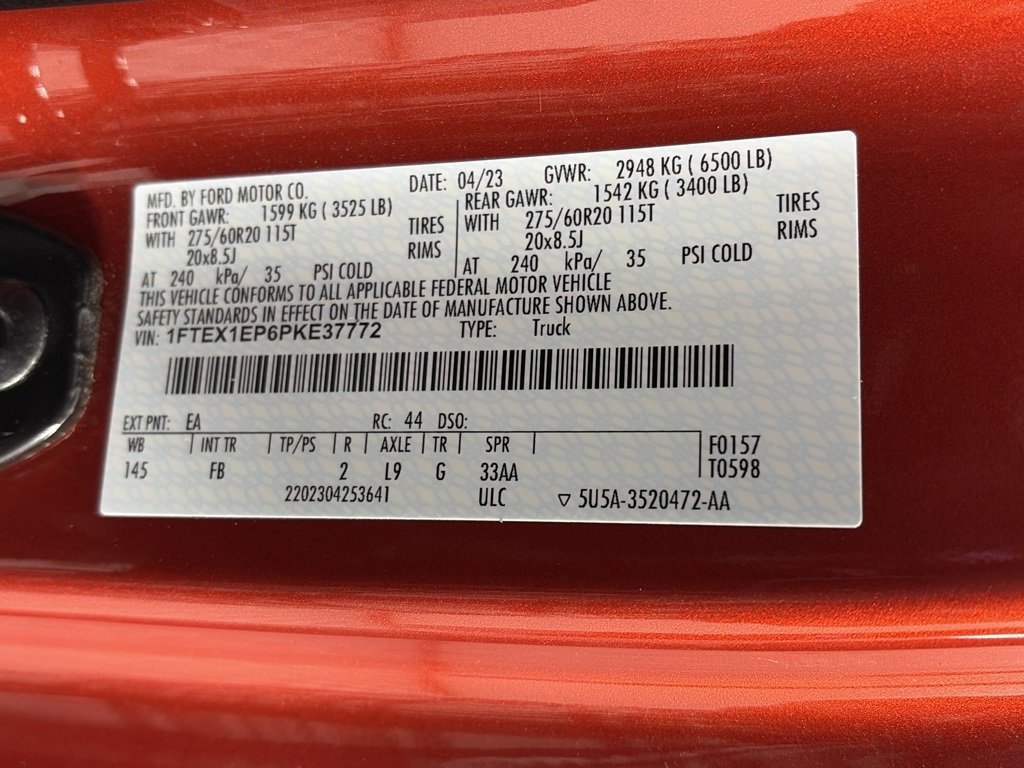 MFD. BY FORD MOTOR CO. DATE: 04/23 GVWR: 2948 KG ( 6500 LB)
FRONT GAWR: 1599 KG ( 3525 LB) REAR GAWR: 1542 KG ( 3400 LB)
WITH 275/60R20 115T TIRES WITH 275/60R20 115T TIRES
20x8.5J RIMS 20x8.5J RIMS
AT 240 kPa/ 35 PSI COLD AT 240 kPa/ 35 PSI COLD
THIS VEHICLE CONFORMS TO ALL APPLICABLE FEDERAL MOTOR VEHICLE
SAFETY STANDARDS IN EFFECT ON THE DATE OF MANUFACTURE SHOWN ABOVE.
VIN: 1FTEX1EP6PKE37772 TYPE: Truck
EXT PNT: EA RC: 44 DSO:
WB INT TR TP/PS R AXLE TR SPR F0157
145 FB 2 L9 G 33AA T0598
2202304253641 ULC ▽ 5U5A-3520472-AA